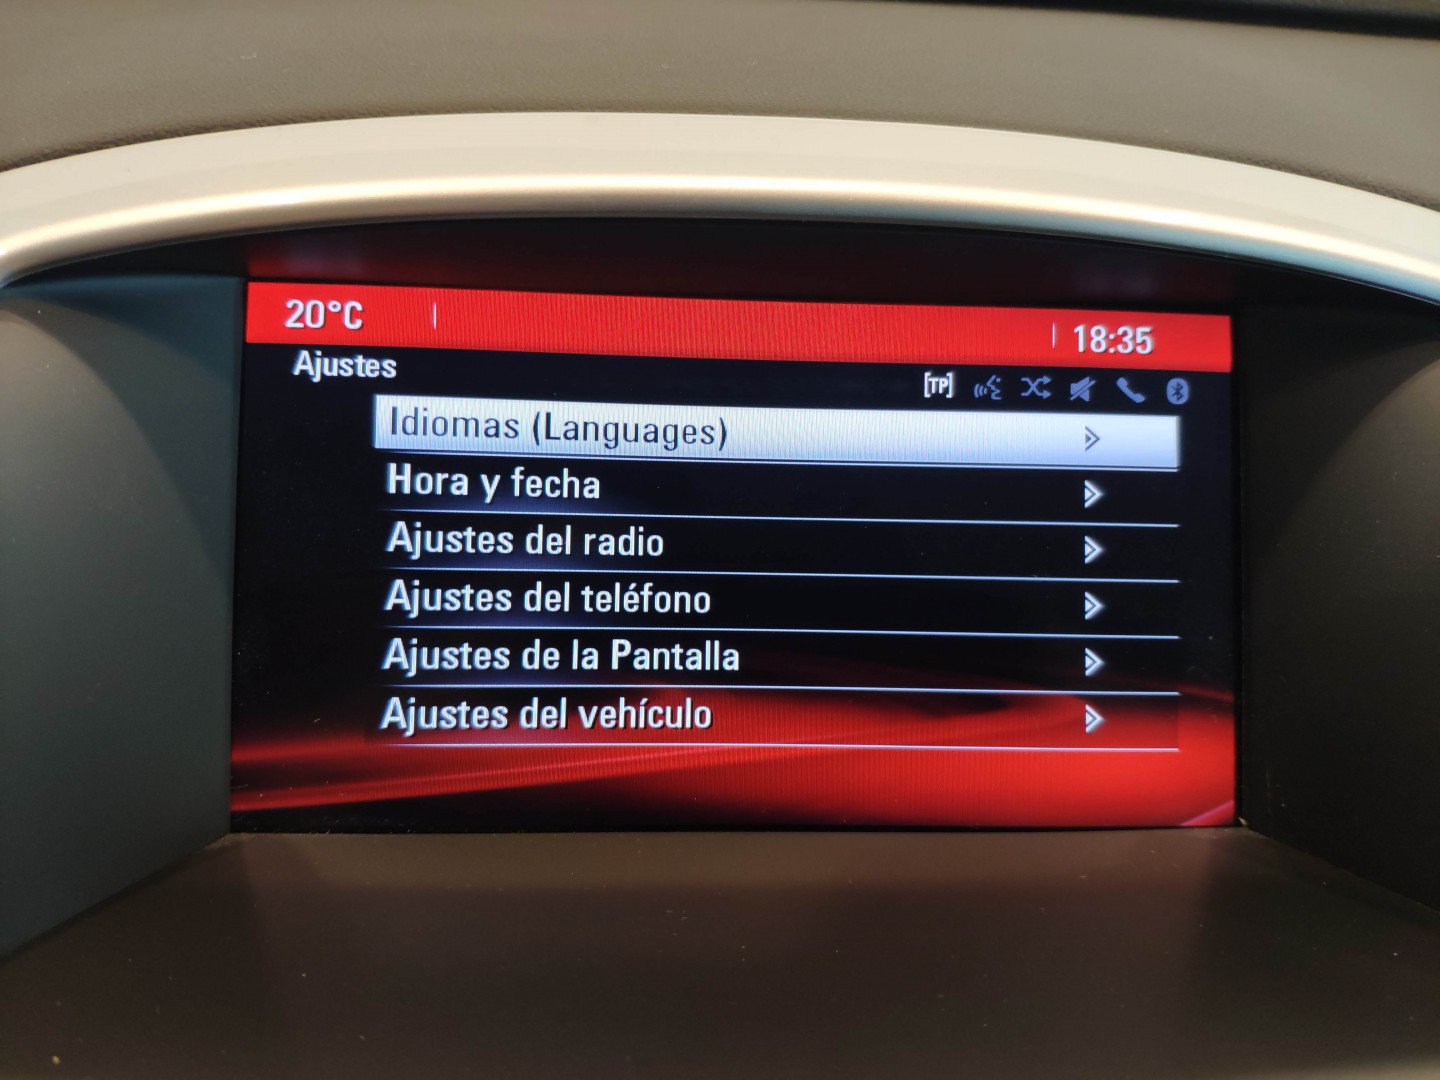 20°C
18:35
Ajustes
[TP]
Idiomas (Languages)
Hora y fecha
Ajustes del radio
Ajustes del teléfono
Ajustes de la Pantalla
Ajustes del vehículo